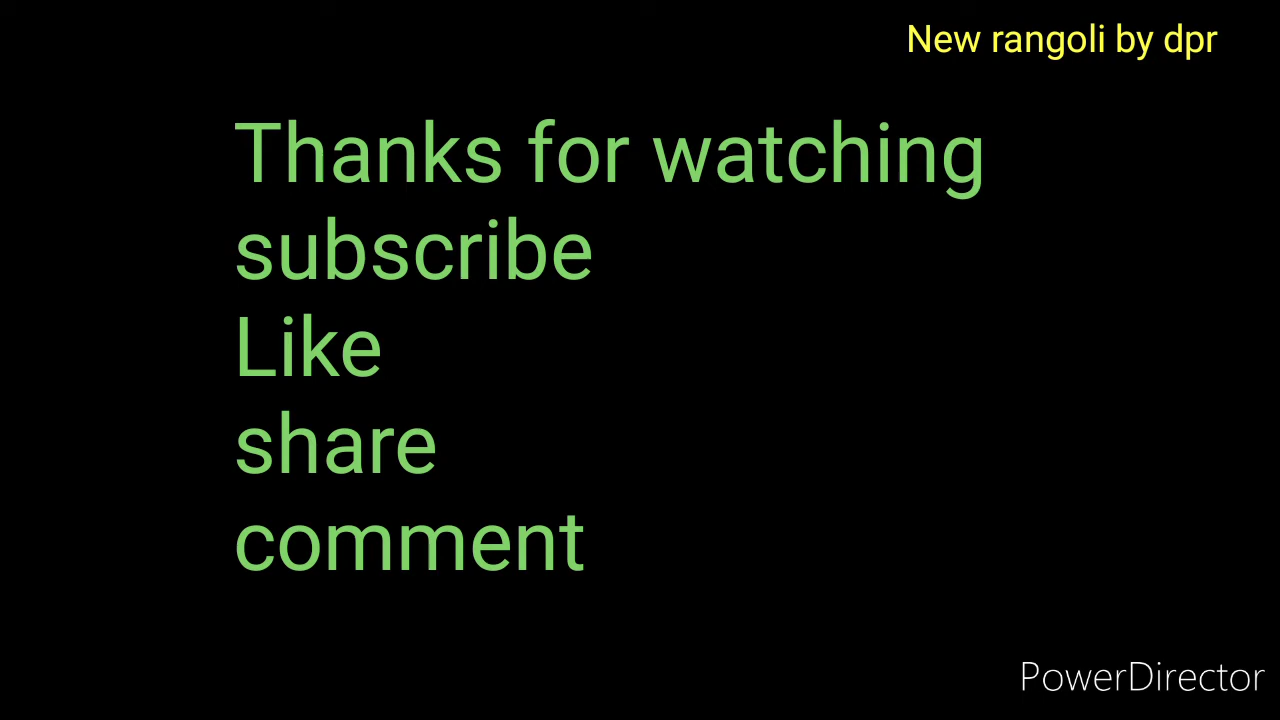 New rangoli by dpr
Thanks for watching
subscribe
Like
share
comment
PowerDirector